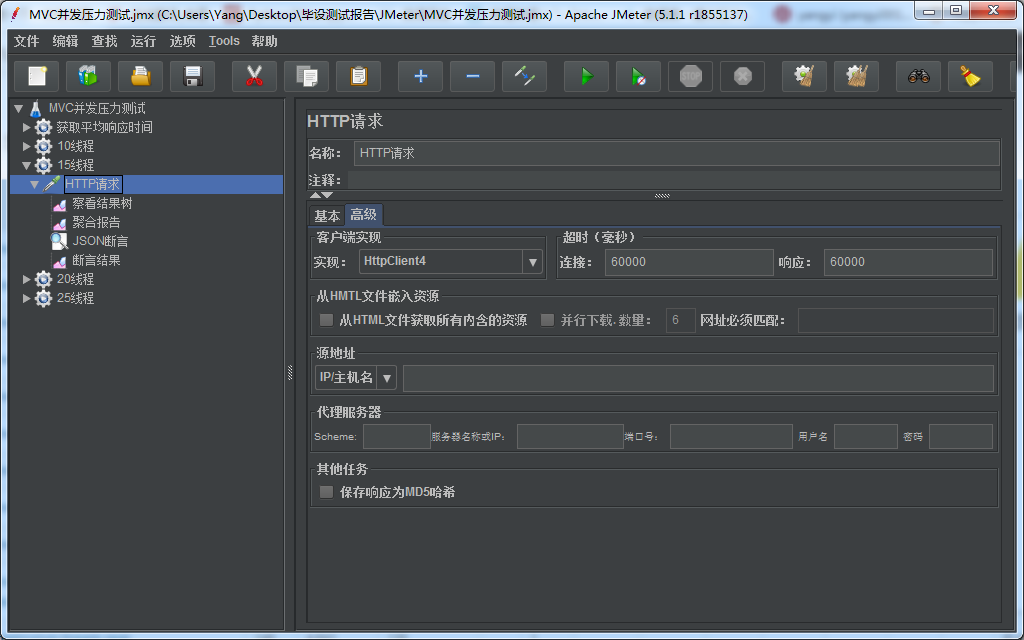 MVC并发压力测试.jmx (C:\Users\Yang\Desktop\毕设测试报告\JMeter\MVC并发压力测试.jmx) - Apache JMeter (5.1.1 r1855137)
文件 编辑 查找 运行 选项 Tools 帮助
STOP
MVC并发压力测试
获取平均响应时间
10线程
15线程
HTTP请求
察看结果树
聚合报告
JSON断言
断言结果
20线程
25线程
HTTP请求
名称： HTTP请求
注释：
基本 高级
客户端实现 超时（毫秒）
实现： HttpClient4 连接： 60000 响应： 60000
从HMTL文件嵌入资源
从HTML文件获取所有内含的资源 并行下载.数量： 6 网址必须匹配：
源地址
IP/主机名
代理服务器
Scheme: 服务器名称或IP： 端口号： 用户名 密码
其他任务
保存响应为MD5哈希